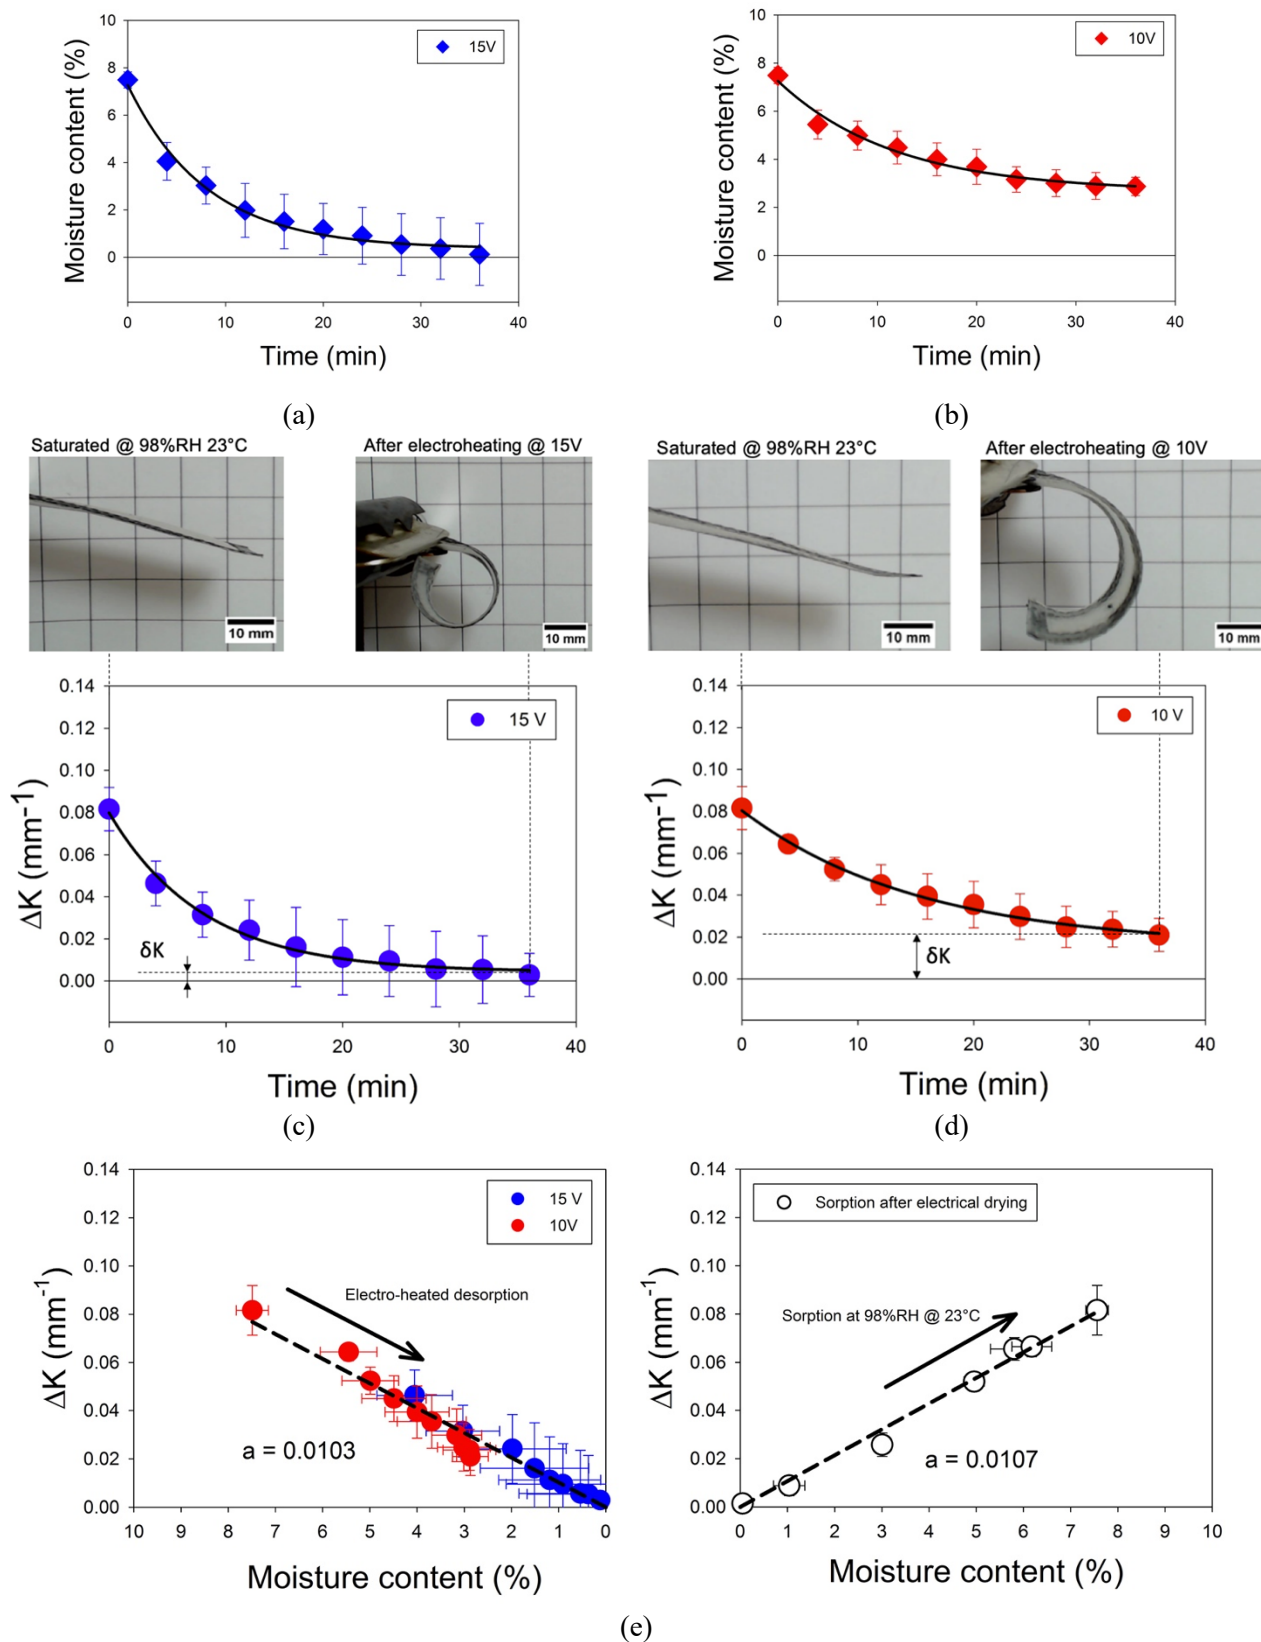 10
8
6
4
2
0
Moisture content (%)
15V
0 10 20 30 40
Time (min)
(a)
10
8
6
4
2
0
Moisture content (%)
10V
0 10 20 30 40
Time (min)
(b)
Saturated @ 98%RH 23°C
10 mm
After electroheating @ 15V
10 mm
Saturated @ 98%RH 23°C
10 mm
After electroheating @ 10V
10 mm
0.14
0.12
0.10
0.08
0.06
0.04
0.02
0.00
ΔK (mm⁻¹)
15 V
δK
0 10 20 30 40
Time (min)
(c)
0.14
0.12
0.10
0.08
0.06
0.04
0.02
0.00
ΔK (mm⁻¹)
10 V
δK
0 10 20 30 40
Time (min)
(d)
0.14
0.12
0.10
0.08
0.06
0.04
0.02
0.00
ΔK (mm⁻¹)
15 V
10V
Electro-heated desorption
a = 0.0103
10 9 8 7 6 5 4 3 2 1 0
Moisture content (%)
0.14
0.12
0.10
0.08
0.06
0.04
0.02
0.00
ΔK (mm⁻¹)
Sorption after electrical drying
Sorption at 98%RH @ 23°C
a = 0.0107
0 1 2 3 4 5 6 7 8 9 10
Moisture content (%)
(e)